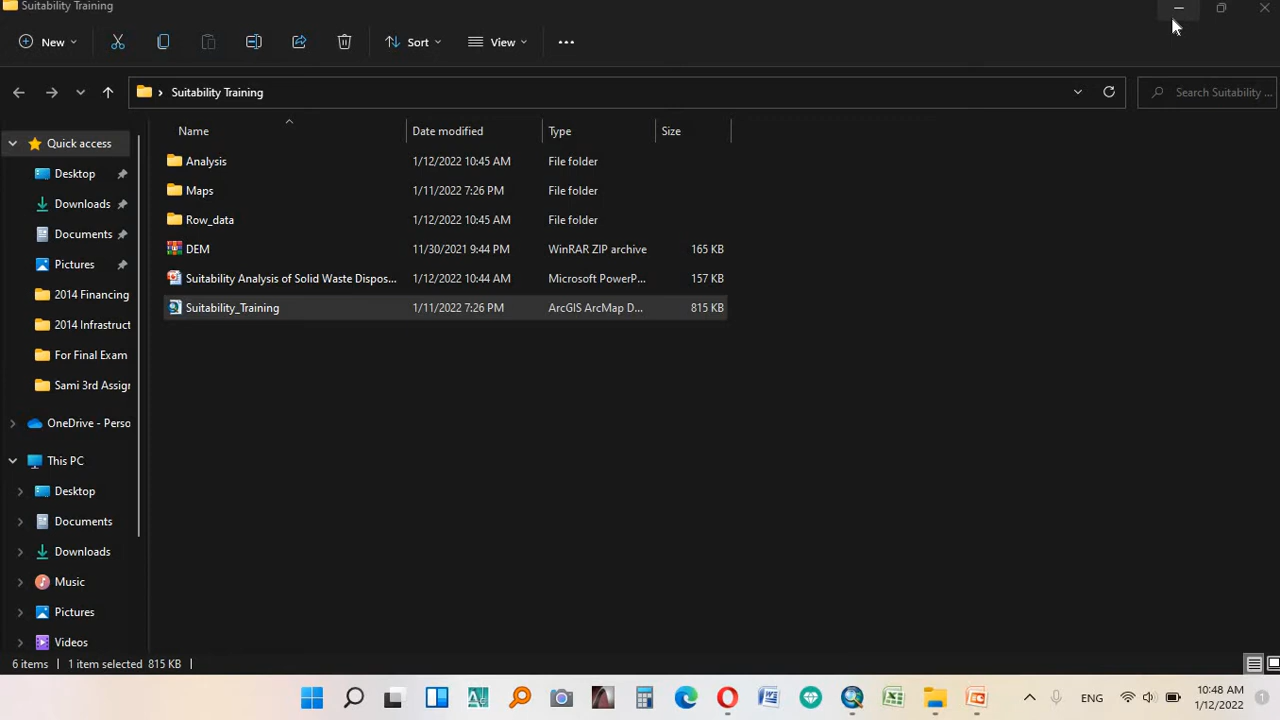 Suitability Training
New
Sort
View
Suitability Training
Search Suitability ...
Name
Date modified
Type
Size
Quick access
Desktop
Downloads
Documents
Pictures
2014 Financing
2014 Infrastruct
For Final Exam
Sami 3rd Assign
OneDrive - Perso
This PC
Desktop
Documents
Downloads
Music
Pictures
Videos
Analysis 1/12/2022 10:45 AM File folder
Maps 1/11/2022 7:26 PM File folder
Row_data 1/12/2022 10:45 AM File folder
DEM 11/30/2021 9:44 PM WinRAR ZIP archive 165 KB
Suitability Analysis of Solid Waste Dispos... 1/12/2022 10:44 AM Microsoft PowerP... 157 KB
Suitability_Training 1/11/2022 7:26 PM ArcGIS ArcMap D... 815 KB
6 items 1 item selected 815 KB
ENG
10:48 AM
1/12/2022
1